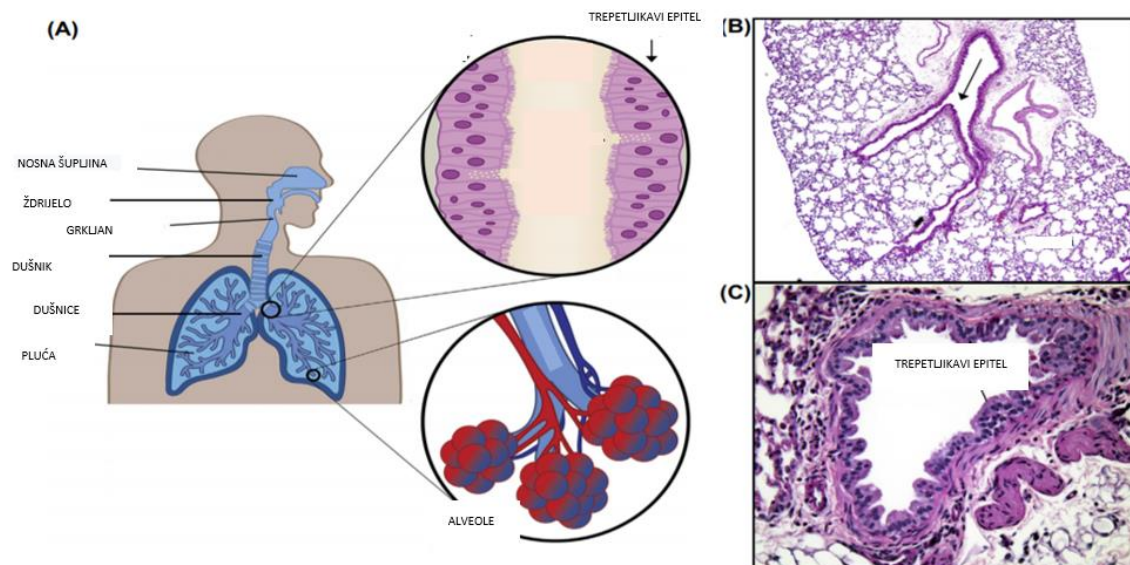 (A)
TREPETLJIKAVI EPITEL
NOSNA ŠUPLJINA
ŽDRIJELO
GRKLJAN
DUŠNIK
DUŠNICE
PLUĆA
ALVEOLE
(B)
(C)
TREPETLJIKAVI EPITEL